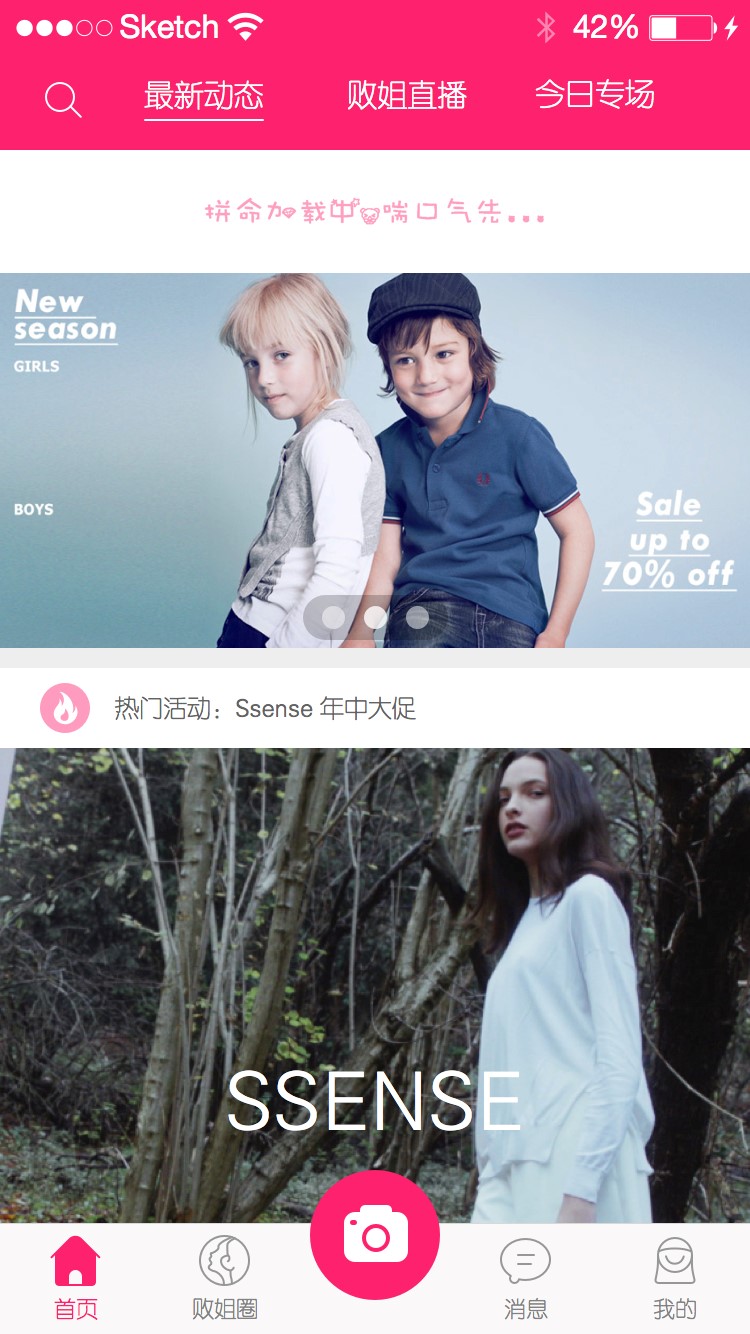 Sketch 42%
最新动态 败姐直播 今日专场
拼命加载中喘口气先...
New
season
GIRLS
BOYS
Sale
up to
70% off
热门活动：Ssense 年中大促
SSENSE
首页 败姐圈 消息 我的